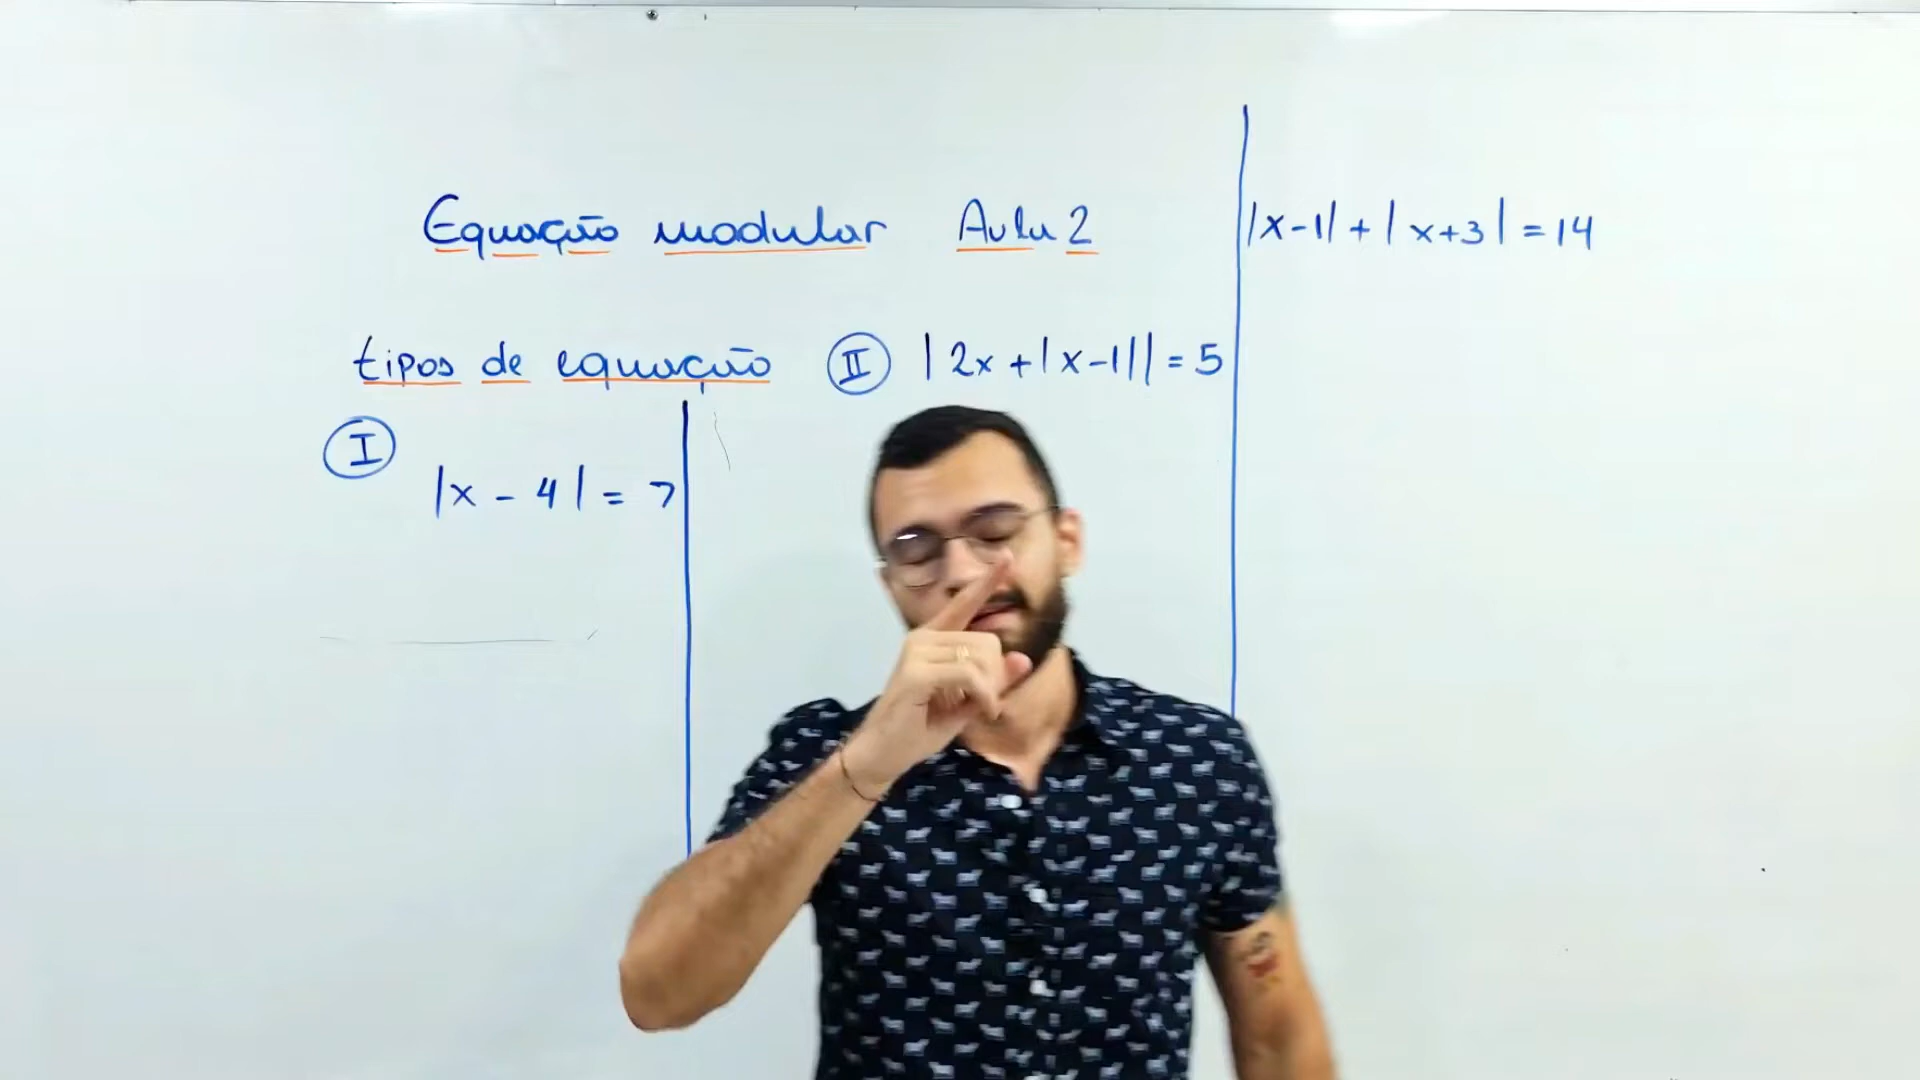 Equação modular Aula 2
tipos de equação
I
|x - 4| = 7
II |2x + |x-1|| = 5
|x-1| + |x+3| = 14